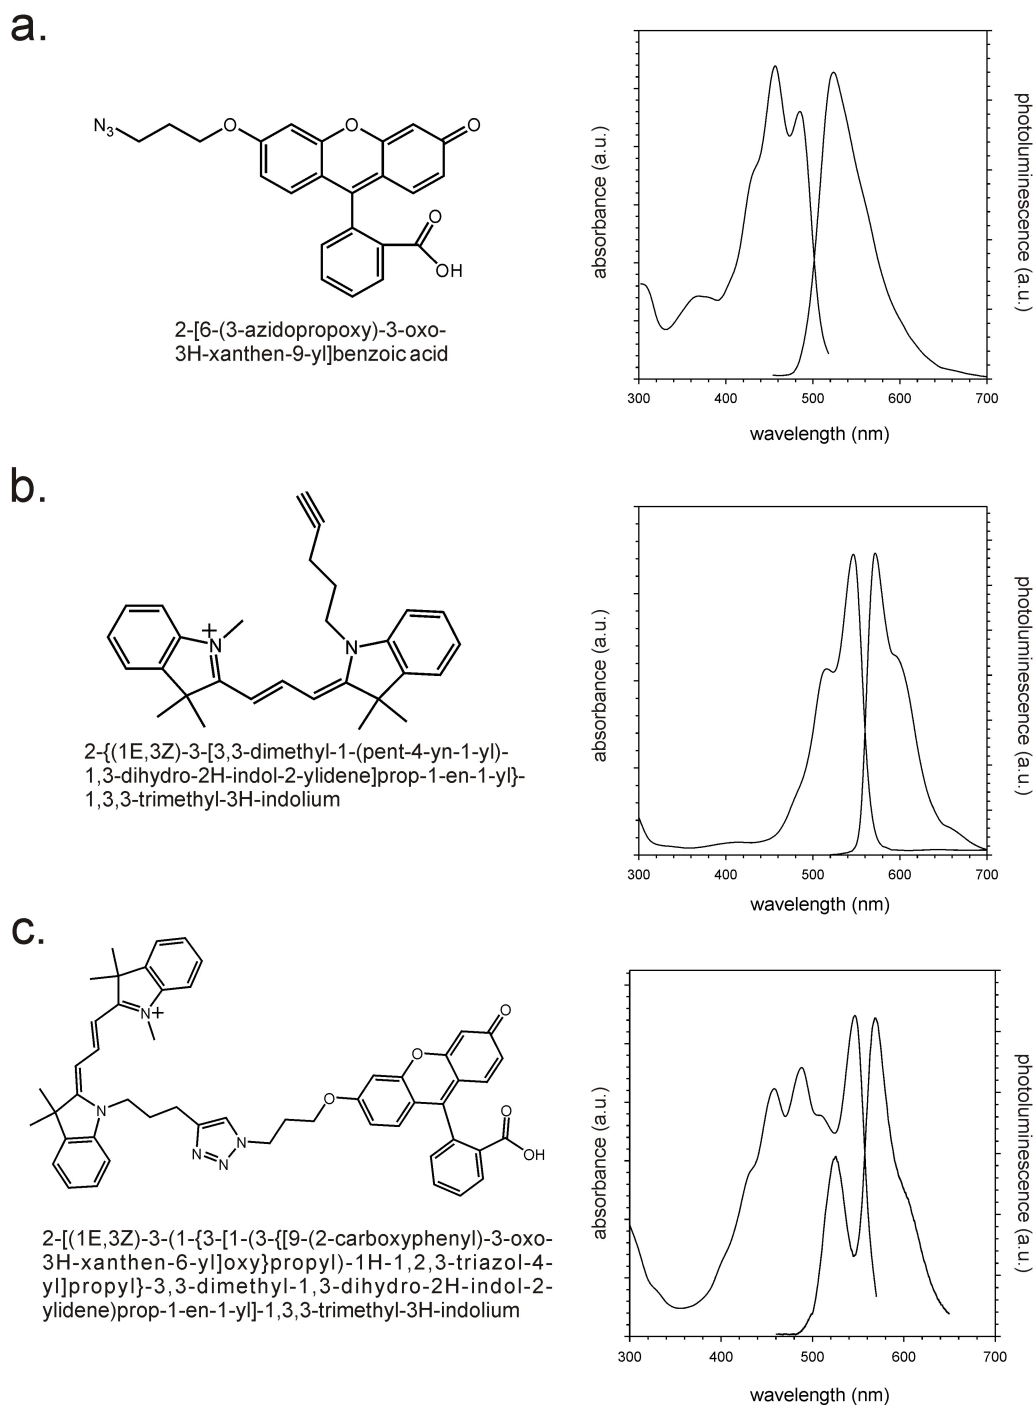 a.
N3
O
O
O
O
OH
2-[6-(3-azidopropoxy)-3-oxo-
3H-xanthen-9-yl]benzoic acid
absorbance (a.u.)
photoluminescence (a.u.)
300 400 500 600 700
wavelength (nm)
b.
+
N
N
2-{(1E,3Z)-3-[3,3-dimethyl-1-(pent-4-yn-1-yl)-
1,3-dihydro-2H-indol-2-ylidene]prop-1-en-1-yl}-
1,3,3-trimethyl-3H-indolium
absorbance (a.u.)
photoluminescence (a.u.)
300 400 500 600 700
wavelength (nm)
c.
N+
N
N
N
N
O
O
O
O
OH
2-[(1E,3Z)-3-(1-{3-[1-(3-{[9-(2-carboxyphenyl)-3-oxo-
3H-xanthen-6-yl]oxy}propyl)-1H-1,2,3-triazol-4-
yl]propyl}-3,3-dimethyl-1,3-dihydro-2H-indol-2-
ylidene)prop-1-en-1-yl]-1,3,3-trimethyl-3H-indolium
absorbance (a.u.)
photoluminescence (a.u.)
300 400 500 600 700
wavelength (nm)